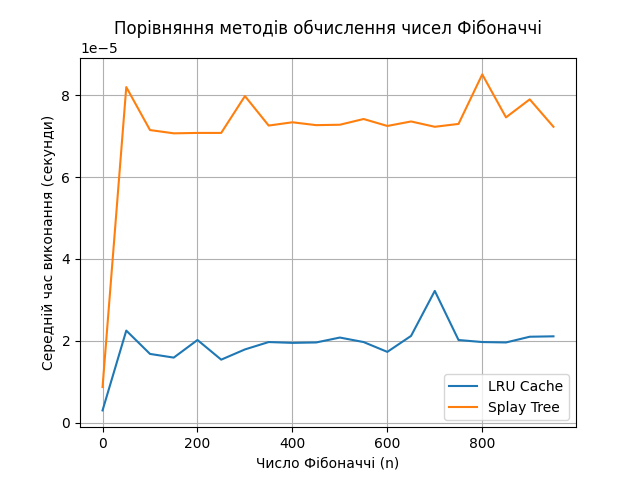 Порівняння методів обчислення чисел Фібоначчі
1e−5
8
6
4
2
0
Середній час виконання (секунди)
0 200 400 600 800
Число Фібоначчі (n)
LRU Cache
Splay Tree